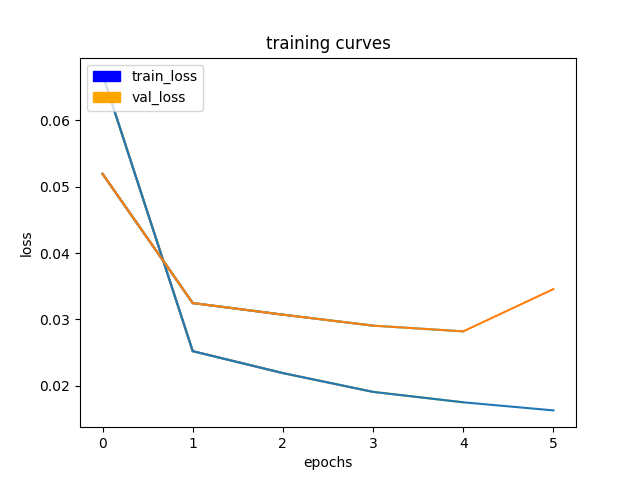 training curves
train_loss
val_loss
0.06
0.05
0.04
0.03
0.02
loss
0 1 2 3 4 5
epochs